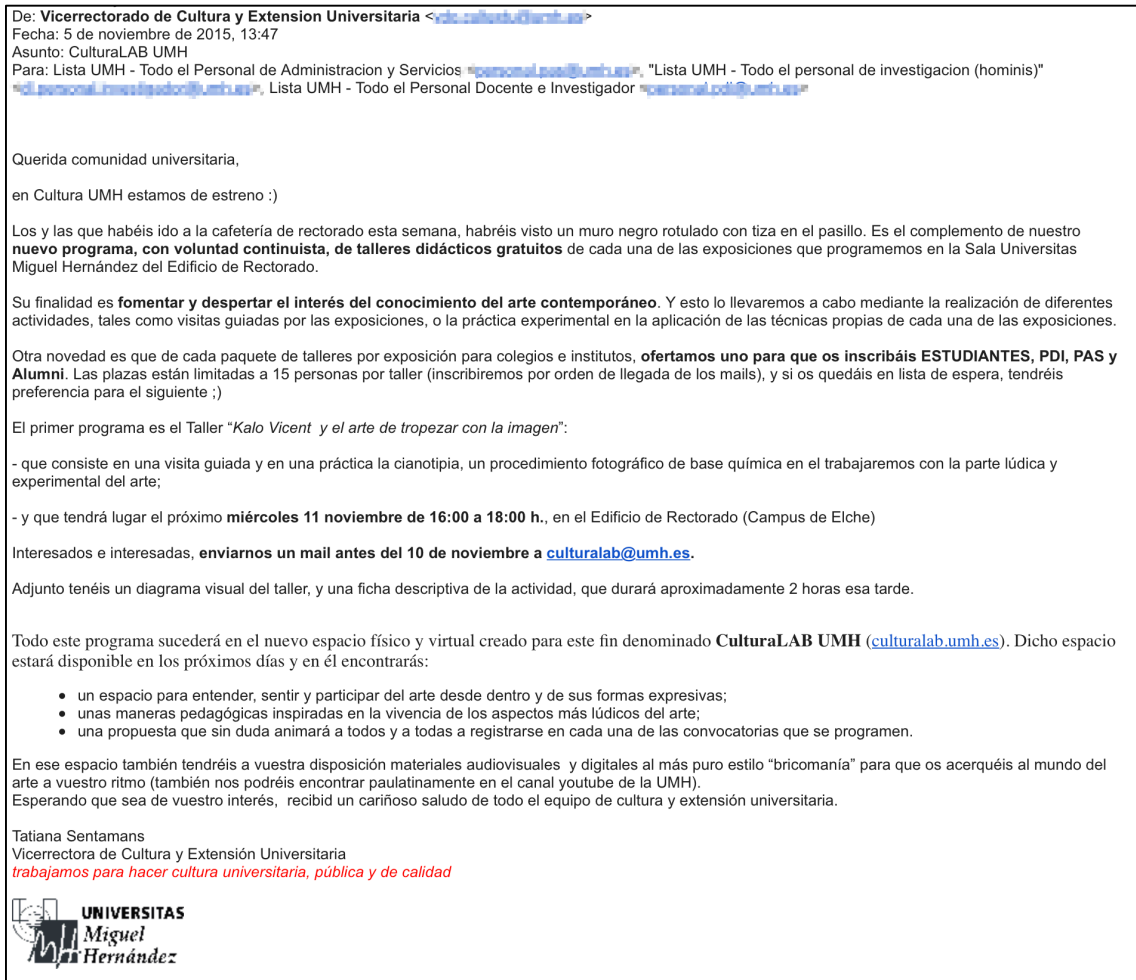 De: Vicerrectorado de Cultura y Extension Universitaria <
Fecha: 5 de noviembre de 2015, 13:47
Asunto: CulturaLAB UMH
Para: Lista UMH - Todo el Personal de Administracion y Servicios , "Lista UMH - Todo el personal de investigacion (hominis)"
, Lista UMH - Todo el Personal Docente e Investigador
Querida comunidad universitaria,
en Cultura UMH estamos de estreno :)
Los y las que habéis ido a la cafetería de rectorado esta semana, habréis visto un muro negro rotulado con tiza en el pasillo. Es el complemento de nuestro
nuevo programa, con voluntad continuista, de talleres didácticos gratuitos de cada una de las exposiciones que programemos en la Sala Universitas
Miguel Hernández del Edificio de Rectorado.
Su finalidad es fomentar y despertar el interés del conocimiento del arte contemporáneo. Y esto lo llevaremos a cabo mediante la realización de diferentes
actividades, tales como visitas guiadas por las exposiciones, o la práctica experimental en la aplicación de las técnicas propias de cada una de las exposiciones.
Otra novedad es que de cada paquete de talleres por exposición para colegios e institutos, ofertamos uno para que os inscribáis ESTUDIANTES, PDI, PAS y
Alumni. Las plazas están limitadas a 15 personas por taller (inscribiremos por orden de llegada de los mails), y si os quedáis en lista de espera, tendréis
preferencia para el siguiente ;)
El primer programa es el Taller “Kalo Vicent y el arte de tropezar con la imagen”:
- que consiste en una visita guiada y en una práctica la cianotipia, un procedimiento fotográfico de base química en el trabajaremos con la parte lúdica y
experimental del arte;
- y que tendrá lugar el próximo miércoles 11 noviembre de 16:00 a 18:00 h., en el Edificio de Rectorado (Campus de Elche)
Interesados e interesadas, enviarnos un mail antes del 10 de noviembre a culturalab@umh.es.
Adjunto tenéis un diagrama visual del taller, y una ficha descriptiva de la actividad, que durará aproximadamente 2 horas esa tarde.
Todo este programa sucederá en el nuevo espacio físico y virtual creado para este fin denominado CulturaLAB UMH (culturalab.umh.es). Dicho espacio
estará disponible en los próximos días y en él encontrarás:
• un espacio para entender, sentir y participar del arte desde dentro y de sus formas expresivas;
• unas maneras pedagógicas inspiradas en la vivencia de los aspectos más lúdicos del arte;
• una propuesta que sin duda animará a todos y a todas a registrarse en cada una de las convocatorias que se programen.
En ese espacio también tendréis a vuestra disposición materiales audiovisuales y digitales al más puro estilo “bricomanía” para que os acerquéis al mundo del
arte a vuestro ritmo (también nos podréis encontrar paulatinamente en el canal youtube de la UMH).
Esperando que sea de vuestro interés, recibid un cariñoso saludo de todo el equipo de cultura y extensión universitaria.
Tatiana Sentamans
Vicerrectora de Cultura y Extensión Universitaria
trabajamos para hacer cultura universitaria, pública y de calidad
UNIVERSITAS
Miguel
Hernández